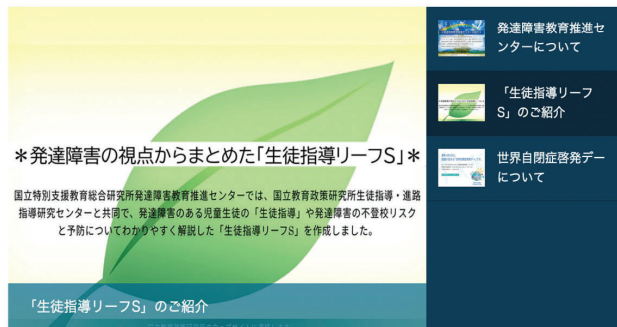 ＊発達障害の視点からまとめた「生徒指導リーフS」＊
国立特別支援教育総合研究所発達障害教育推進センターでは、国立教育政策研究所生徒指導・進路
指導研究センターと共同で、発達障害のある児童生徒の「生徒指導」や発達障害の不登校リスク
と予防についてわかりやすく解説した「生徒指導リーフS」を作成しました。
「生徒指導リーフS」のご紹介
発達障害教育推進セ
ンターについて
「生徒指導リーフ
S」のご紹介
世界自閉症啓発デー
について